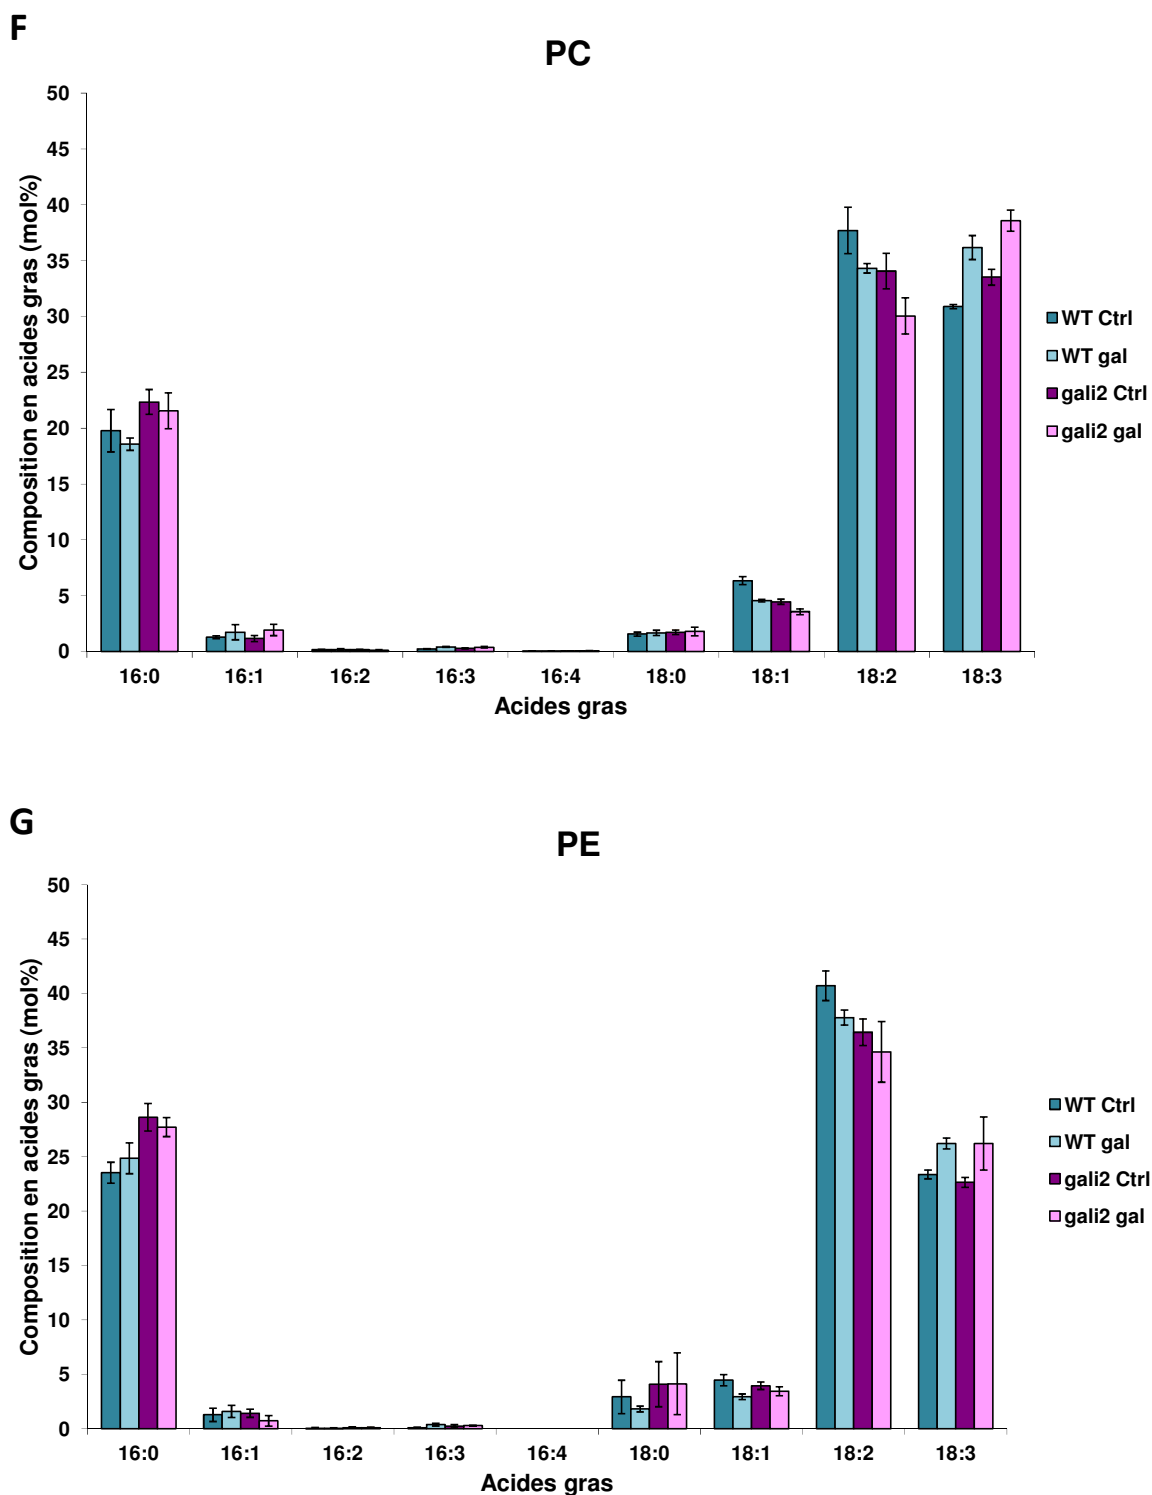 F
PC
50
45
40
35
30
25
20
15
10
5
0
Composition en acides gras (mol%)
16:0 16:1 16:2 16:3 16:4 18:0 18:1 18:2 18:3
Acides gras
WT Ctrl
WT gal
gali2 Ctrl
gali2 gal
G
PE
50
45
40
35
30
25
20
15
10
5
0
Composition en acides gras (mol%)
16:0 16:1 16:2 16:3 16:4 18:0 18:1 18:2 18:3
Acides gras
WT Ctrl
WT gal
gali2 Ctrl
gali2 gal